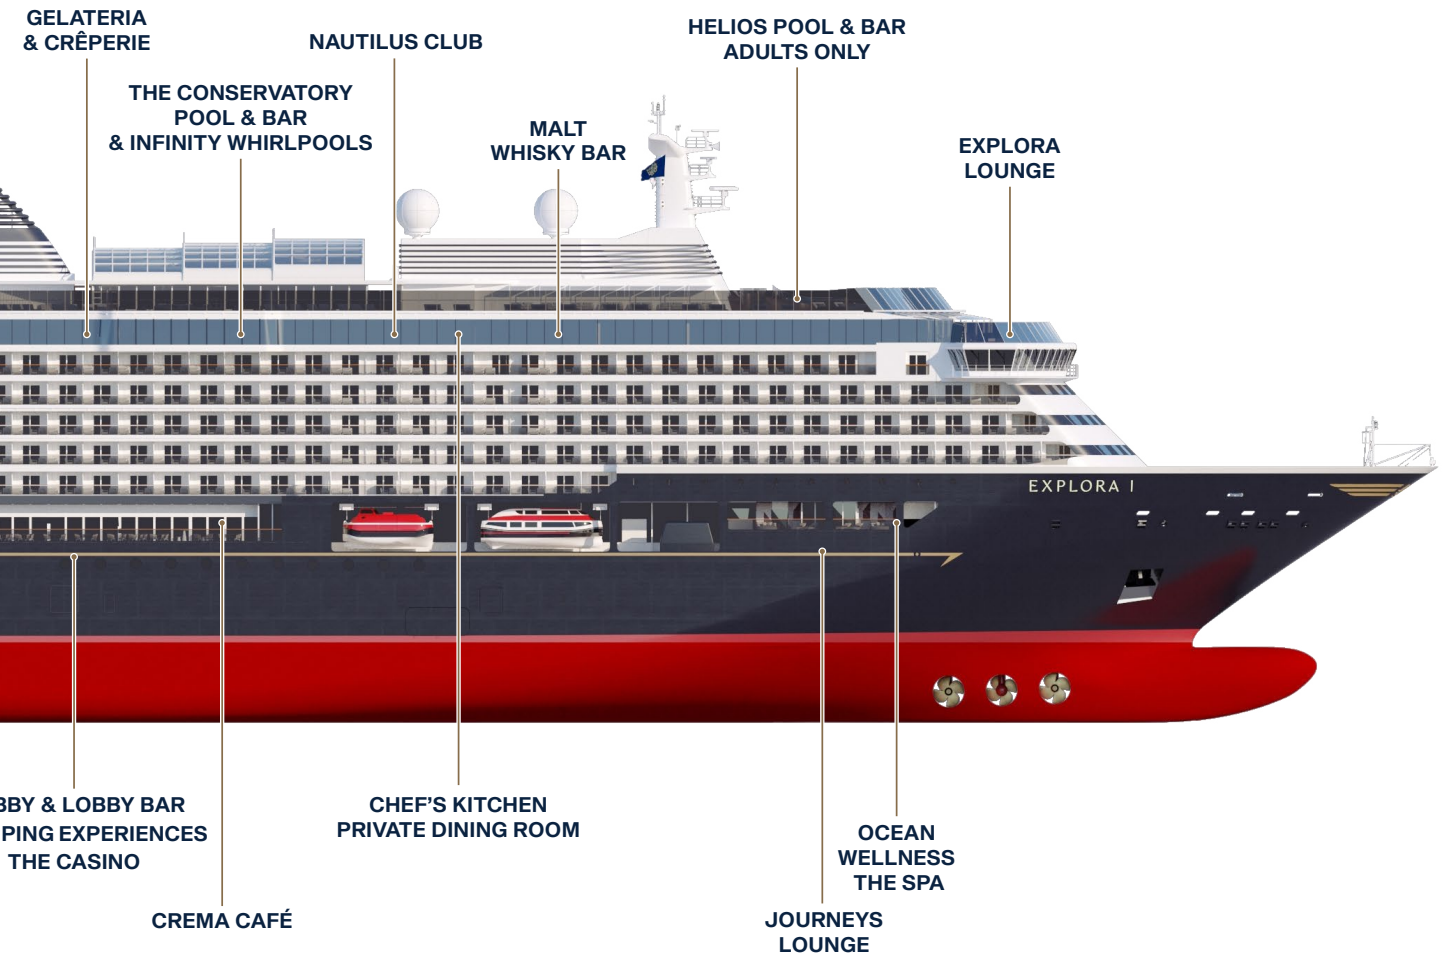 GELATERIA
& CRÊPERIE
NAUTILUS CLUB
HELIOS POOL & BAR
ADULTS ONLY
THE CONSERVATORY
POOL & BAR
& INFINITY WHIRLPOOLS
MALT
WHISKY BAR
EXPLORA
LOUNGE
EXPLORA I
BBY & LOBBY BAR
PING EXPERIENCES
THE CASINO
CREMA CAFÉ
CHEF'S KITCHEN
PRIVATE DINING ROOM
OCEAN
WELLNESS
THE SPA
JOURNEYS
LOUNGE